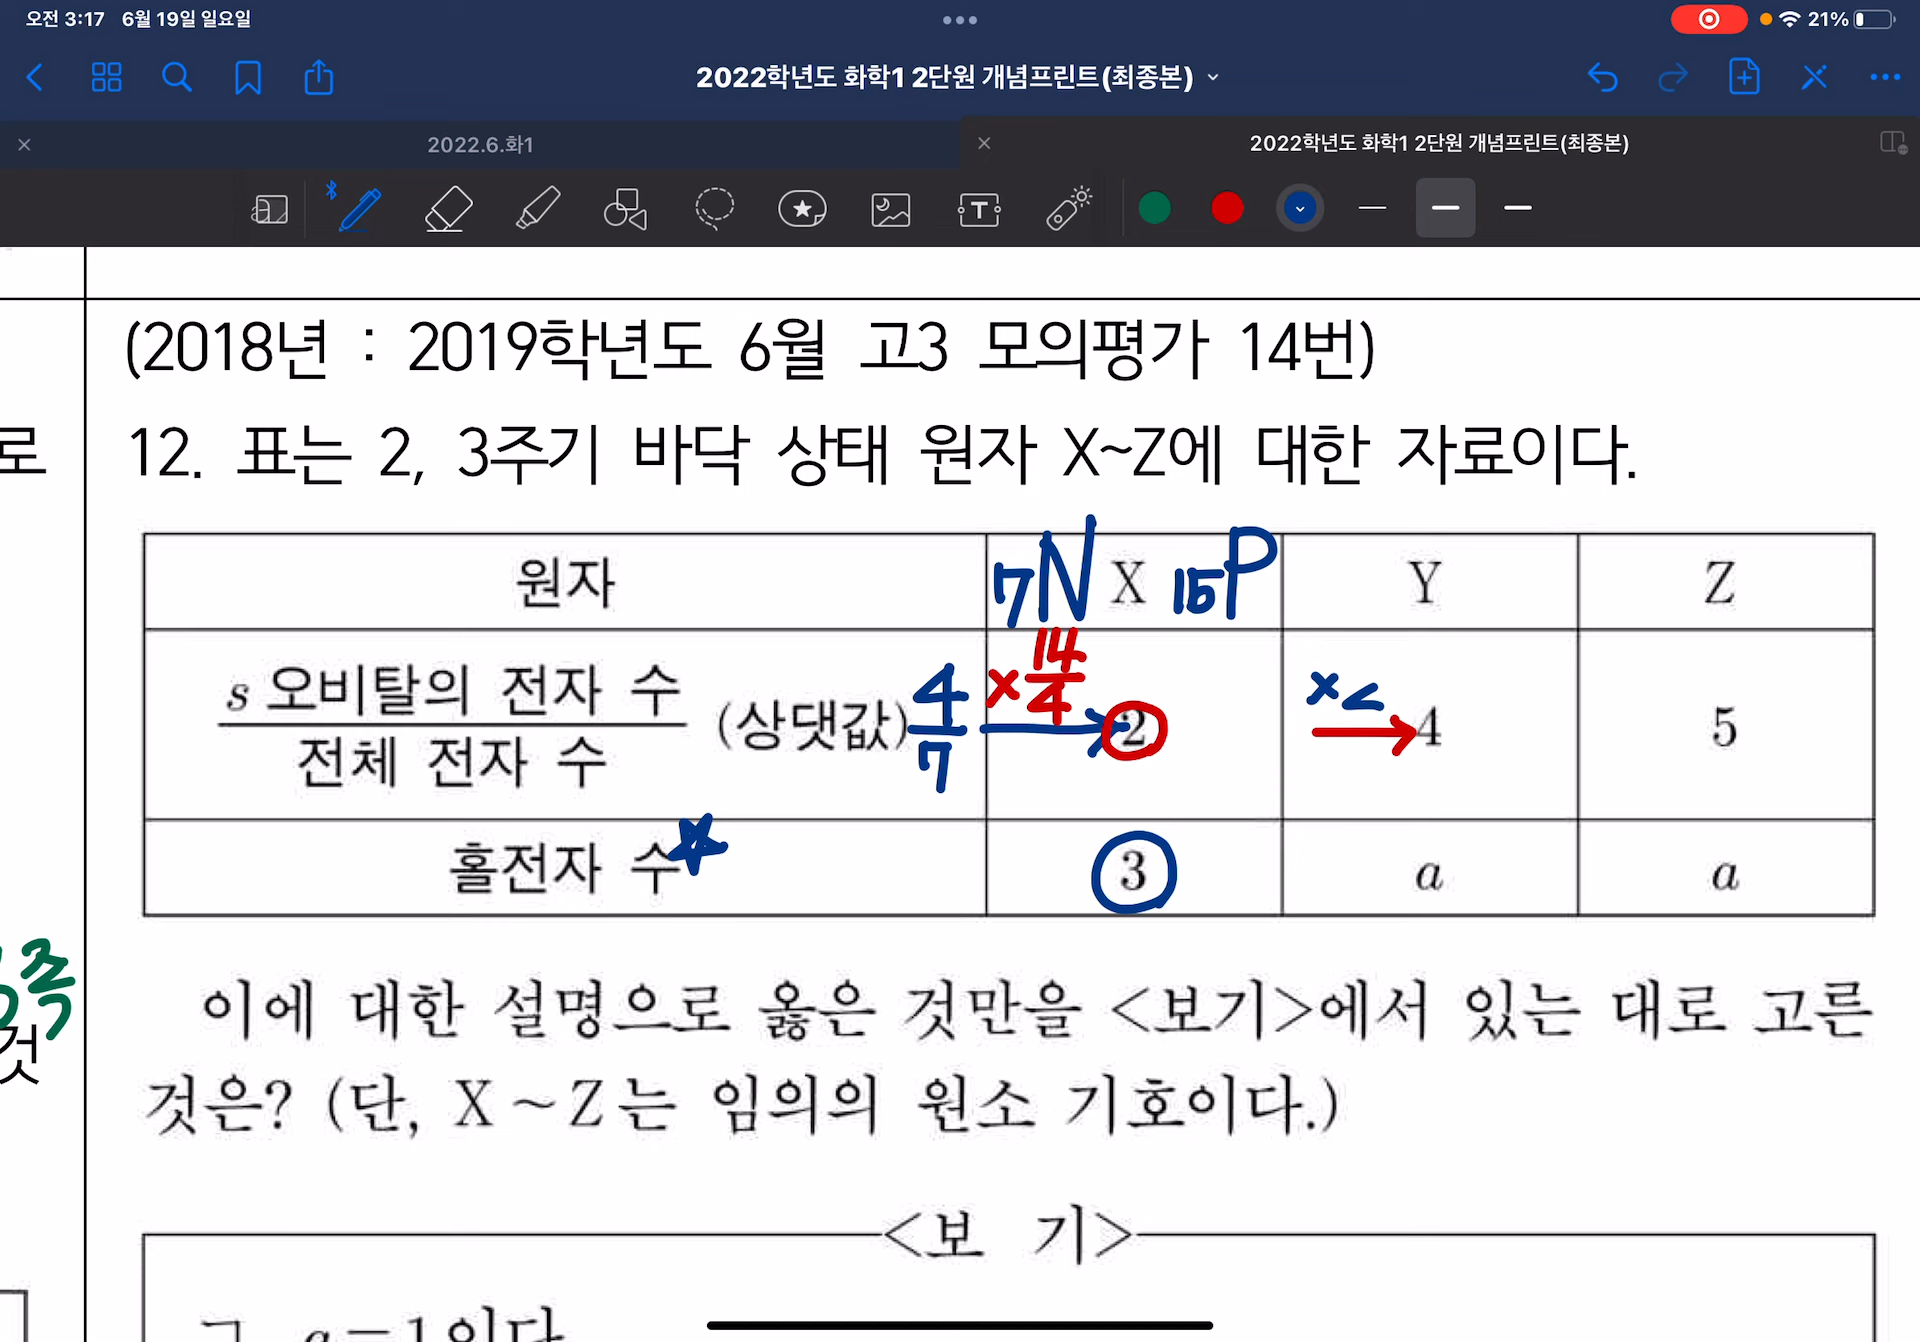 오전 3:17 6월 19일 일요일
21%
2022학년도 화학1 2단원 개념프린트(최종본)
2022.6.화1
2022학년도 화학1 2단원 개념프린트(최종본)
(2018년 : 2019학년도 6월 고3 모의평가 14번)
로
12. 표는 2, 3주기 바닥 상태 원자 X~Z에 대한 자료이다.
원자 7N X 15P Y Z
s 오비탈의 전자 수 / 전체 전자 수 (상댓값) 4/7 ×14/4 2 ×2 4 5
홀전자 수 3 a a
족
것
이에 대한 설명으로 옳은 것만을 <보기>에서 있는 대로 고른
것은? (단, X ~ Z는 임의의 원소 기호이다.)
<보 기>
ㄱ. a = 1이다